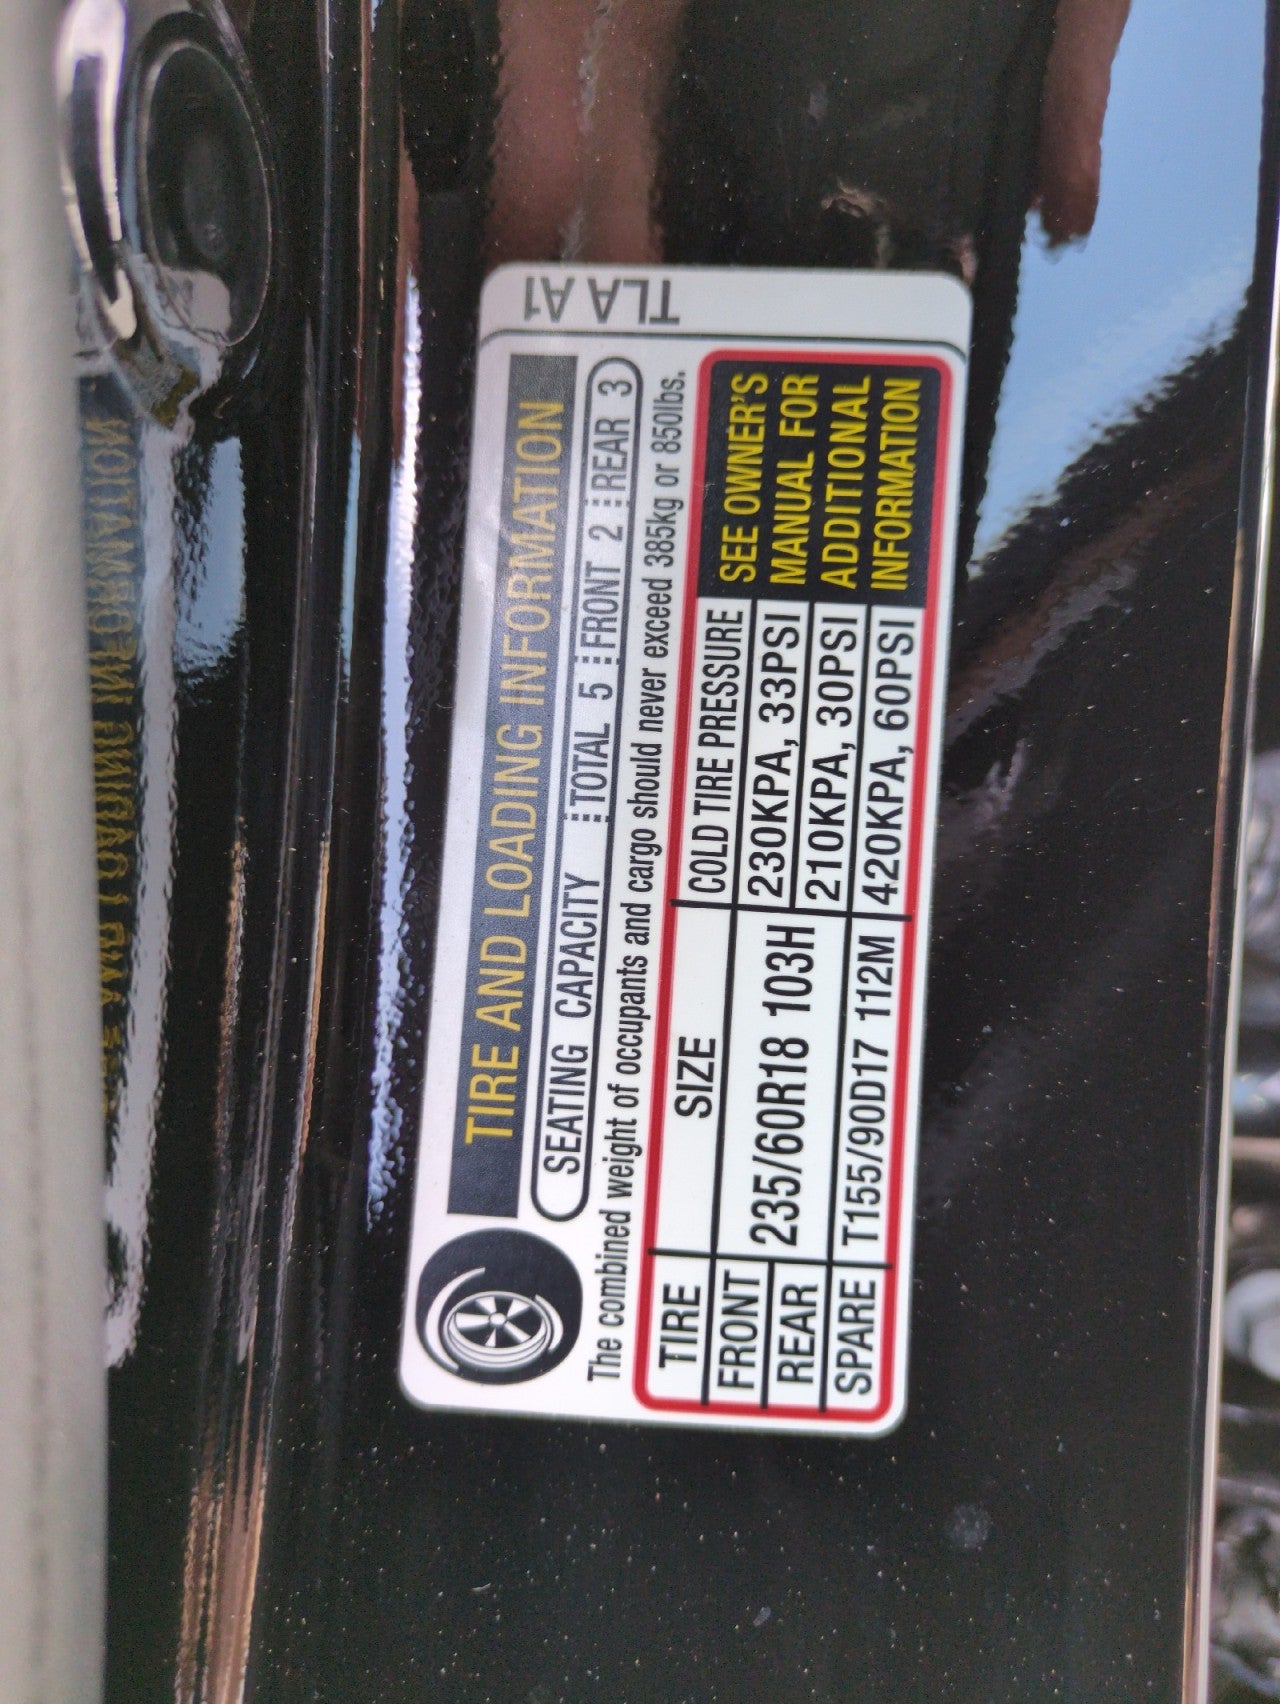 TLA A1
TIRE AND LOADING INFORMATION
SEATING CAPACITY TOTAL 5 FRONT 2 REAR 3
The combined weight of occupants and cargo should never exceed 385kg or 850lbs.
TIRE SIZE COLD TIRE PRESSURE
FRONT 235/60R18 103H 230KPA, 33PSI
REAR 210KPA, 30PSI
SPARE T155/90D17 112M 420KPA, 60PSI
SEE OWNER'S
MANUAL FOR
ADDITIONAL
INFORMATION